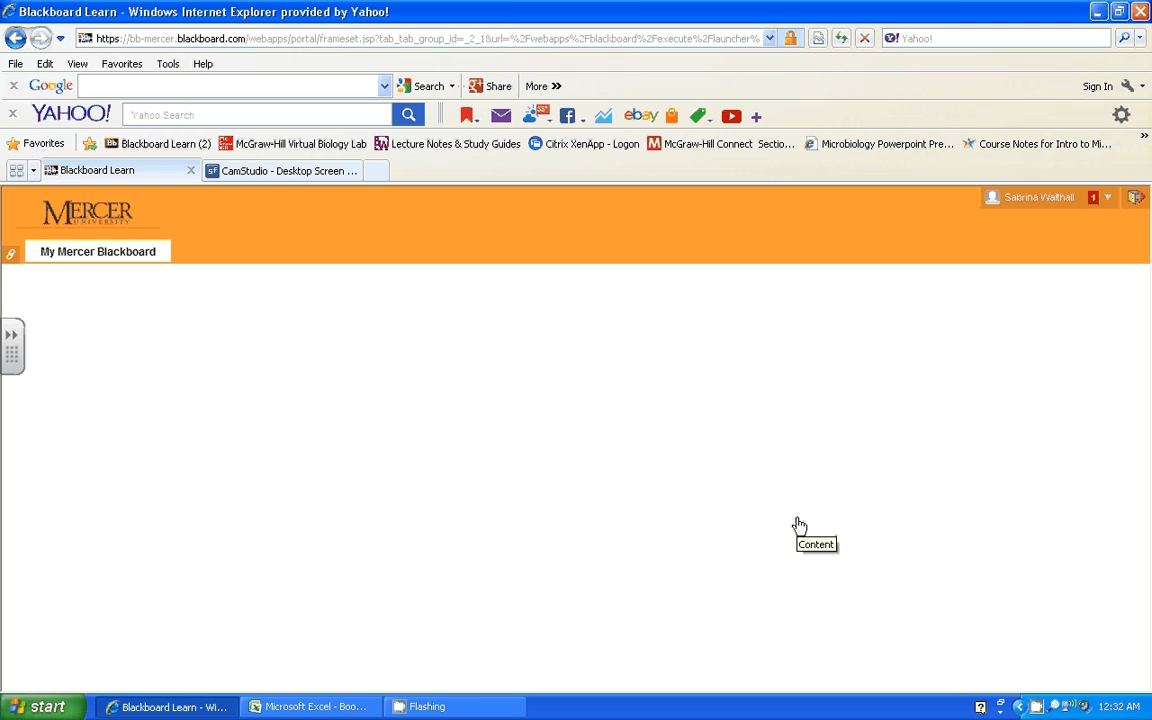 Blackboard Learn - Windows Internet Explorer provided by Yahoo!
https://bb-mercer.blackboard.com/webapps/portal/frameset.jsp?tab_tab_group_id=_2_1&url=%2Fwebapps%2Fblackboard%2Fexecute%2Flauncher%
Yahoo!
File Edit View Favorites Tools Help
Google Search Share More » Sign In
YAHOO! Yahoo Search 58° ebay
Favorites Blackboard Learn (2) McGraw-Hill Virtual Biology Lab Lecture Notes & Study Guides Citrix XenApp - Logon McGraw-Hill Connect Sectio... Microbiology Powerpoint Pre... Course Notes for Intro to Mi...
Blackboard Learn CamStudio - Desktop Screen ...
MERCER
UNIVERSITY
Sabrina Walthall 1
My Mercer Blackboard
Content
start Blackboard Learn - Wi... Microsoft Excel - Boo... Flashing 12:32 AM